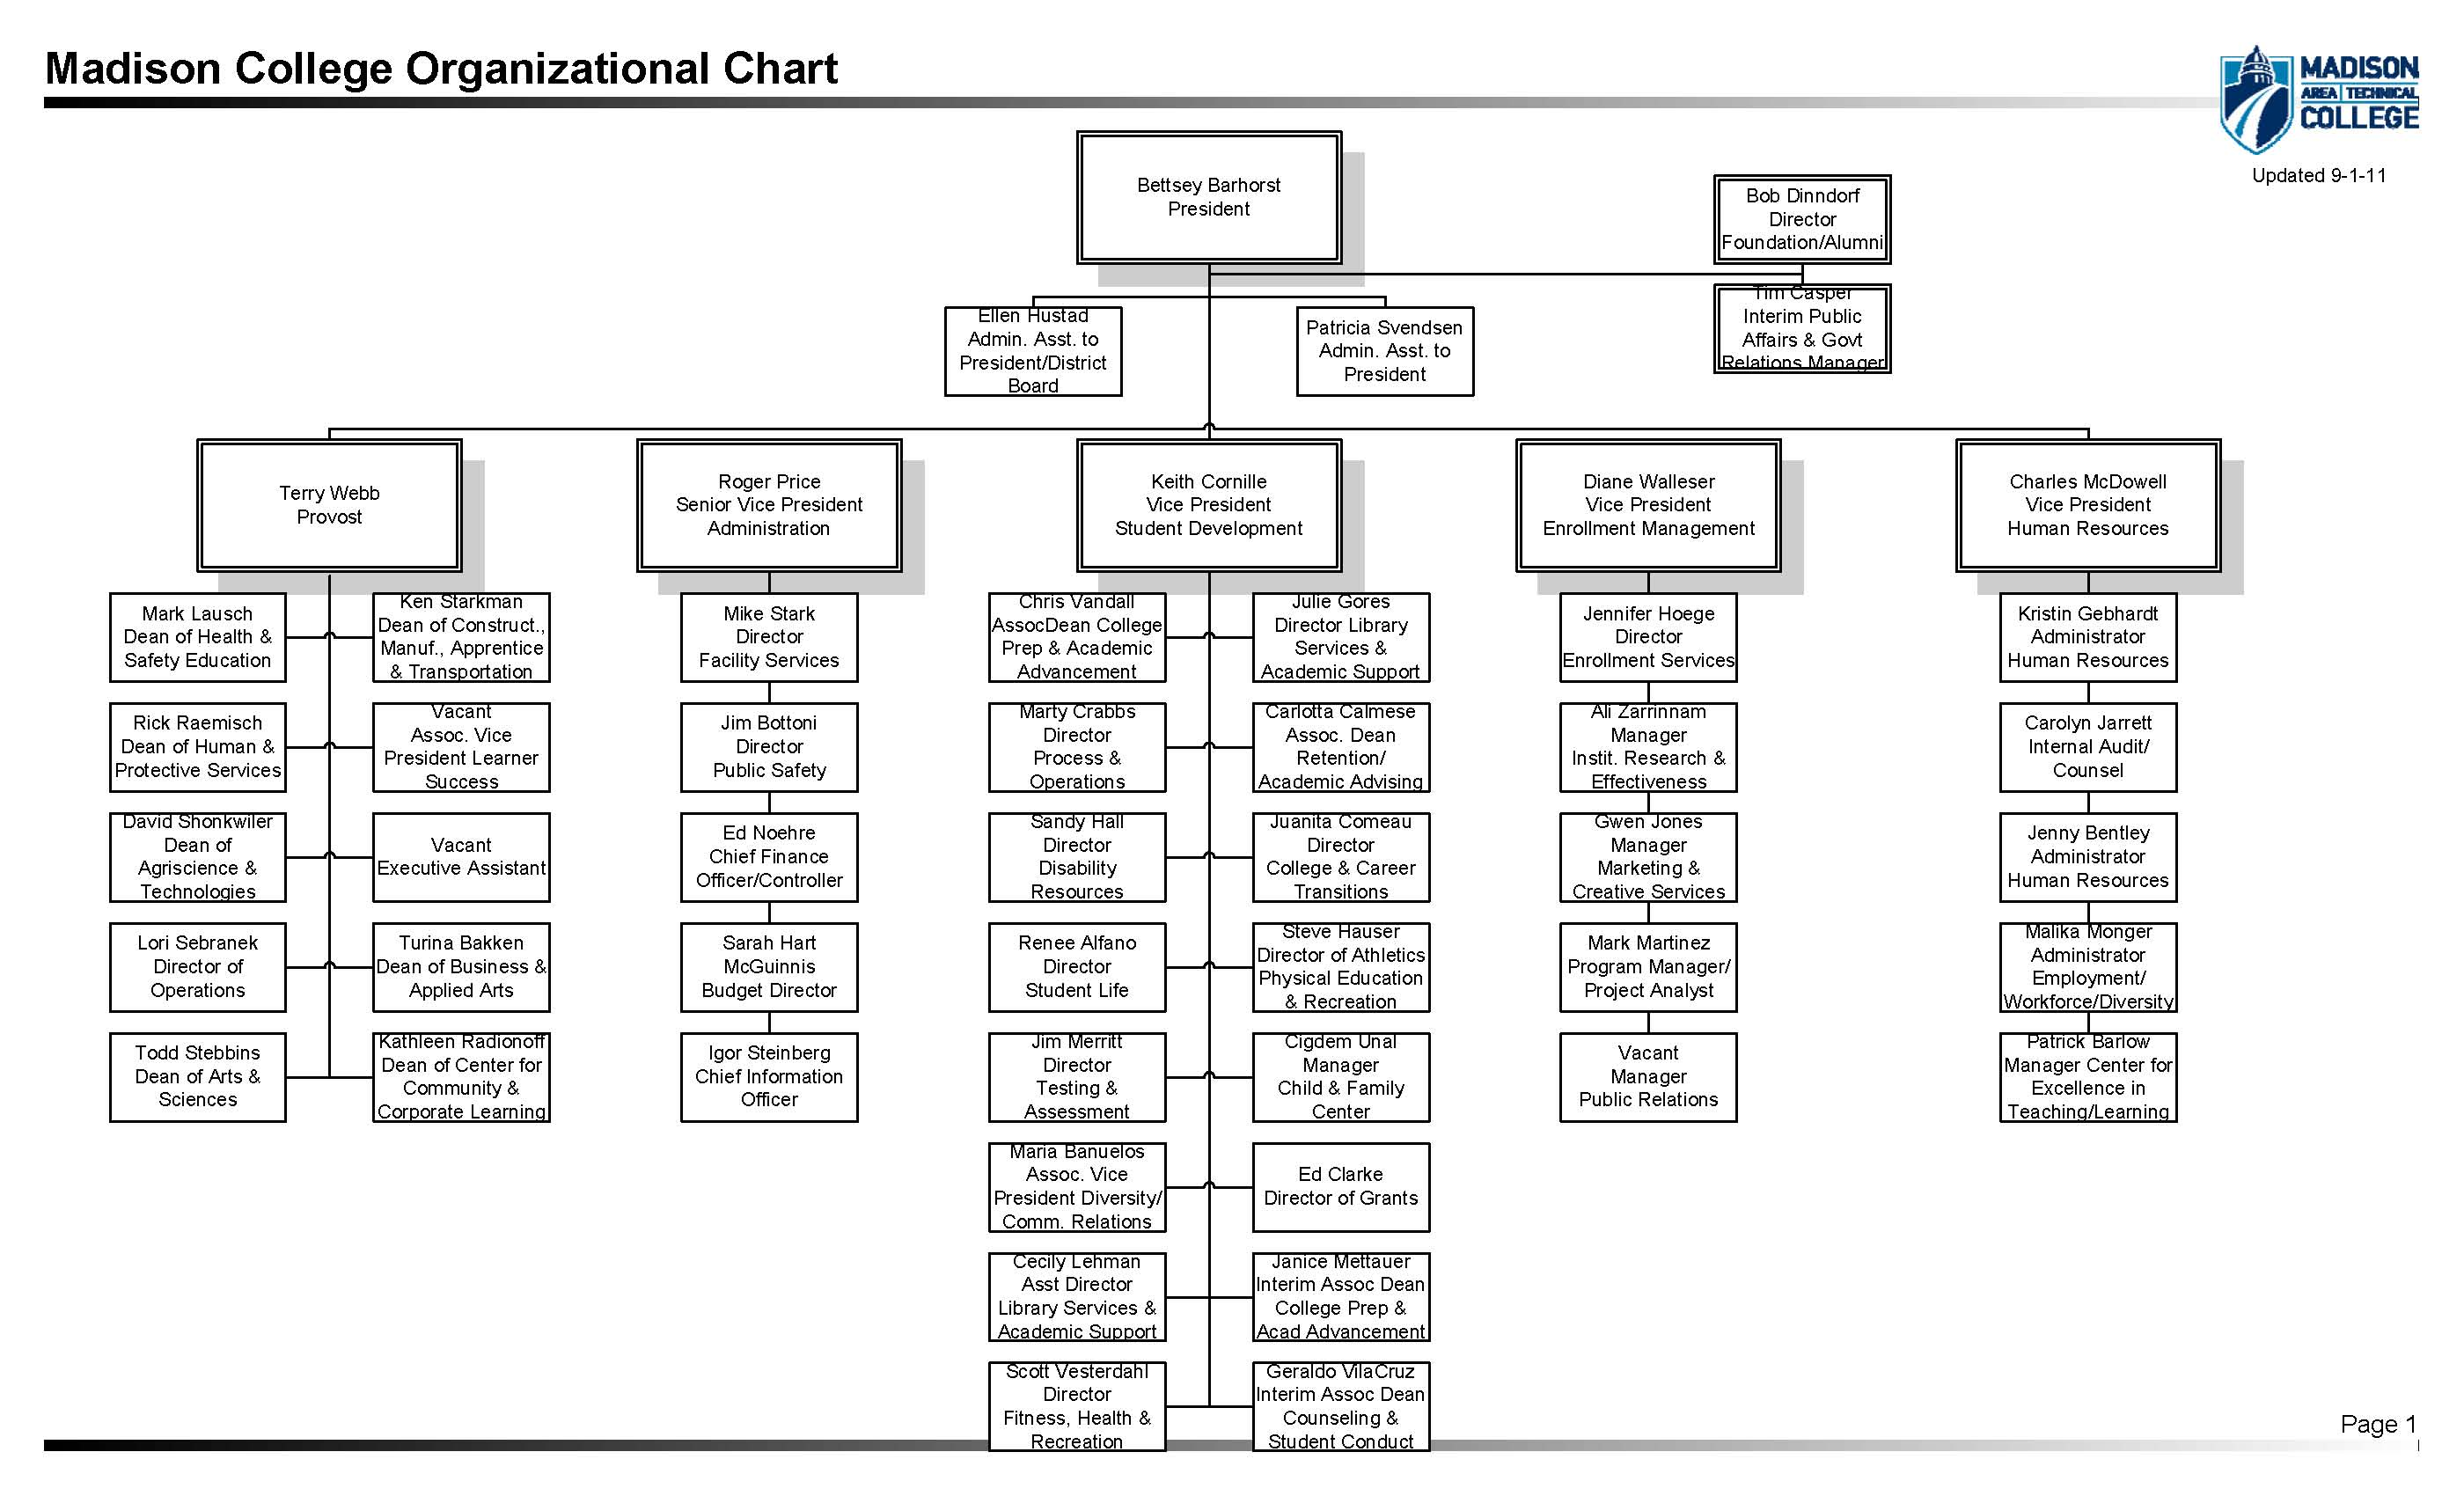 Madison College Organizational Chart
MADISON
AREA TECHNICAL
COLLEGE
Updated 9-1-11
Bettsey Barhorst
President
Bob Dinndorf
Director
Foundation/Alumni
Tim Casper
Interim Public
Affairs & Govt
Relations Manager
Ellen Hustad
Admin. Asst. to
President/District
Board
Patricia Svendsen
Admin. Asst. to
President
Terry Webb
Provost
Roger Price
Senior Vice President
Administration
Keith Cornille
Vice President
Student Development
Diane Walleser
Vice President
Enrollment Management
Charles McDowell
Vice President
Human Resources
Mark Lausch
Dean of Health &
Safety Education
Ken Starkman
Dean of Construct.,
Manuf., Apprentice
& Transportation
Rick Raemisch
Dean of Human &
Protective Services
Vacant
Assoc. Vice
President Learner
Success
David Shonkwiler
Dean of
Agriscience &
Technologies
Vacant
Executive Assistant
Lori Sebranek
Director of
Operations
Turina Bakken
Dean of Business &
Applied Arts
Todd Stebbins
Dean of Arts &
Sciences
Kathleen Radionoff
Dean of Center for
Community &
Corporate Learning
Mike Stark
Director
Facility Services
Jim Bottoni
Director
Public Safety
Ed Noehre
Chief Finance
Officer/Controller
Sarah Hart
McGuinnis
Budget Director
Igor Steinberg
Chief Information
Officer
Chris Vandall
AssocDean College
Prep & Academic
Advancement
Julie Gores
Director Library
Services &
Academic Support
Marty Crabbs
Director
Process &
Operations
Carlotta Calmese
Assoc. Dean
Retention/
Academic Advising
Sandy Hall
Director
Disability
Resources
Juanita Comeau
Director
College & Career
Transitions
Renee Alfano
Director
Student Life
Steve Hauser
Director of Athletics
Physical Education
& Recreation
Jim Merritt
Director
Testing &
Assessment
Cigdem Unal
Manager
Child & Family
Center
Maria Banuelos
Assoc. Vice
President Diversity/
Comm. Relations
Ed Clarke
Director of Grants
Cecily Lehman
Asst Director
Library Services &
Academic Support
Janice Mettauer
Interim Assoc Dean
College Prep &
Acad Advancement
Scott Vesterdahl
Director
Fitness, Health &
Recreation
Geraldo VilaCruz
Interim Assoc Dean
Counseling &
Student Conduct
Jennifer Hoege
Director
Enrollment Services
Ali Zarrinnam
Manager
Instit. Research &
Effectiveness
Gwen Jones
Manager
Marketing &
Creative Services
Mark Martinez
Program Manager/
Project Analyst
Vacant
Manager
Public Relations
Kristin Gebhardt
Administrator
Human Resources
Carolyn Jarrett
Internal Audit/
Counsel
Jenny Bentley
Administrator
Human Resources
Malika Monger
Administrator
Employment/
Workforce/Diversity
Patrick Barlow
Manager Center for
Excellence in
Teaching/Learning
Page 1